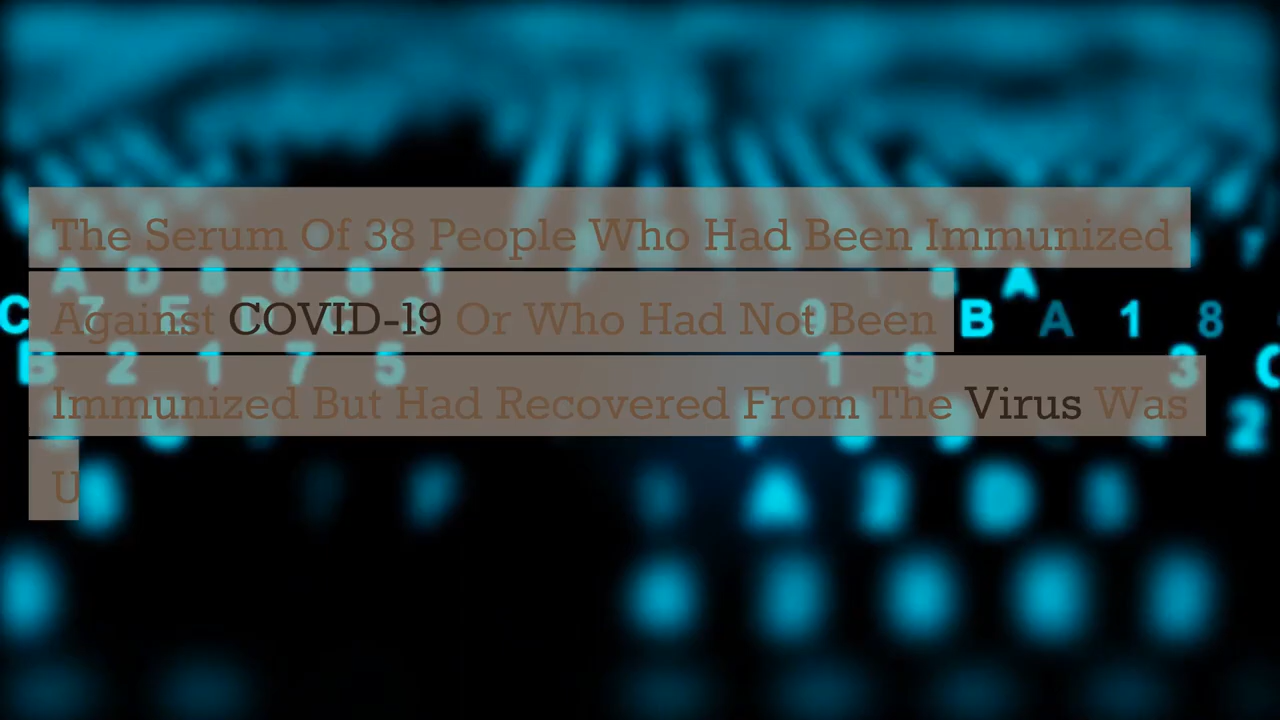 The Serum Of 38 People Who Had Been Immunized
Against COVID-19 Or Who Had Not Been
Immunized But Had Recovered From The Virus Was
U